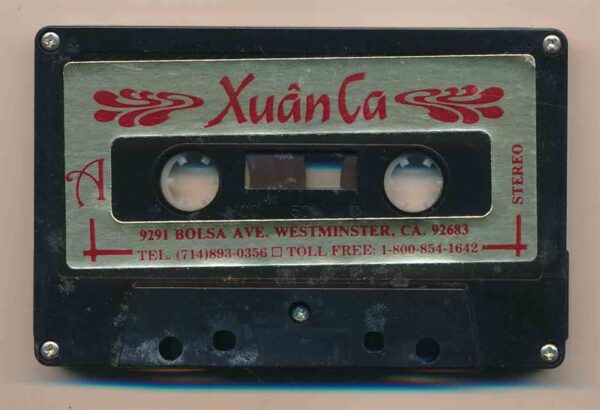 Xuân Ca
A
STEREO
9291 BOLSA AVE. WESTMINSTER, CA. 92683
TEL. (714)893-0356 □ TOLL FREE: 1-800-854-1642